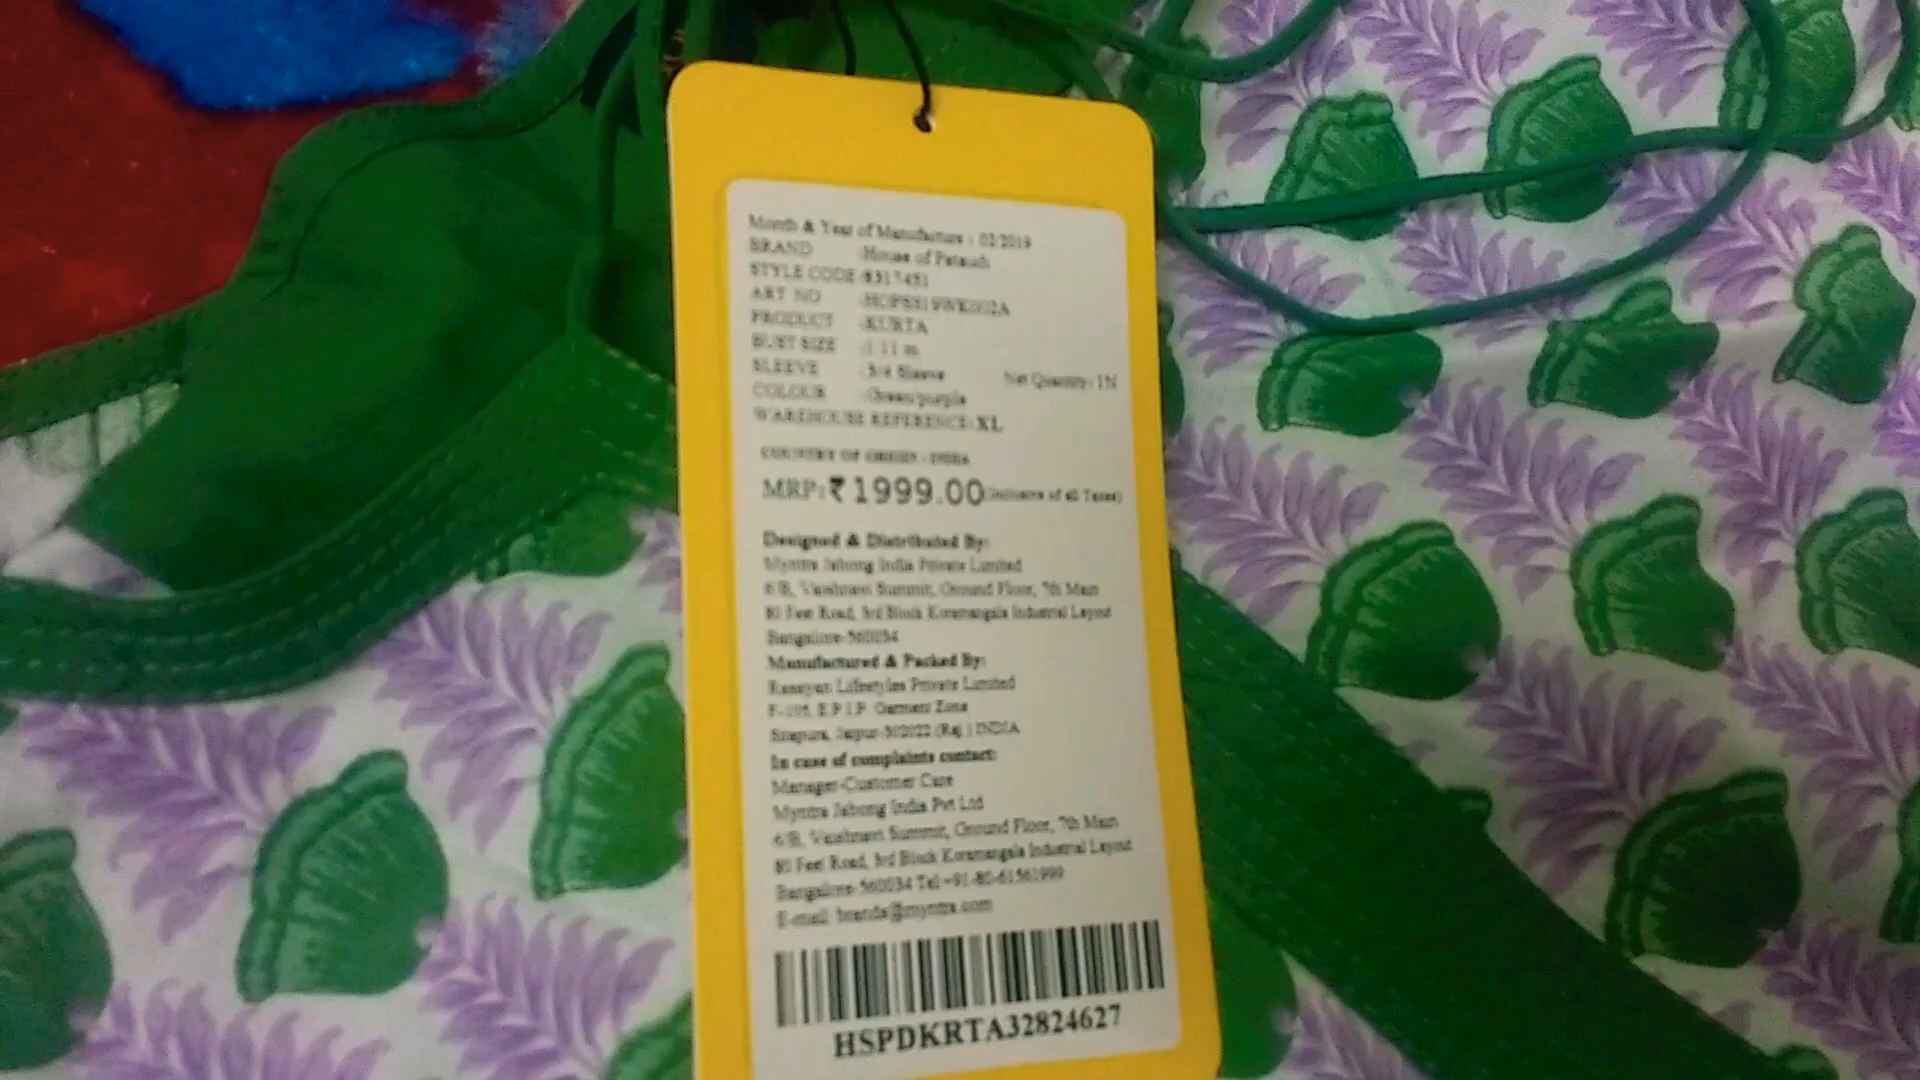 Month & Year of Manufacture : 02/2019
BRAND :House of Pataudi
STYLE CODE :8317451
ART NO
PRODUCT :KURTA
BUST SIZE :1.11 m
SLEEVE :3/4 Sleeve Net Quantity: 1N
COLOUR :Green/purple
WAREHOUSE REFERENCE: XL
COUNTRY OF ORIGIN : INDIA
MRP:₹1999.00(Inclusive of all Taxes)
Designed & Distributed By:
Myntra Jabong India Private Limited
6/B, Vaishnavi Summit, Ground Floor, 7th Main
80 Feet Road, 3rd Block Koramangala Industrial Layout
Bangalore-560034
Manufactured & Packed By:
Lifestyles Private Limited
E.P.I.P. Garment Zone
Sitapura, Jaipur-302022 (Raj.) INDIA
In case of complaints contact:
Manager-Customer Care
Myntra Jabong India Pvt Ltd
6/B, Vaishnavi Summit, Ground Floor, 7th Main
80 Feet Road, 3rd Block Koramangala Industrial Layout
Bangalore-560034 Tel:+91-80-61561999
E-mail: brands@myntra.com
HSPDKRTA32824627